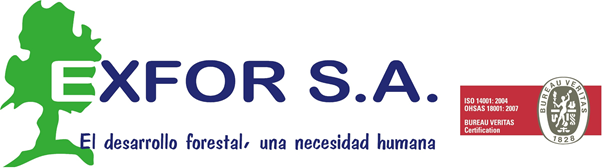 EXFOR S.A.
El desarrollo forestal, una necesidad humana
ISO 14001: 2004
OHSAS 18001: 2007
BUREAU VERITAS
Certification
BUREAU VERITAS
1828